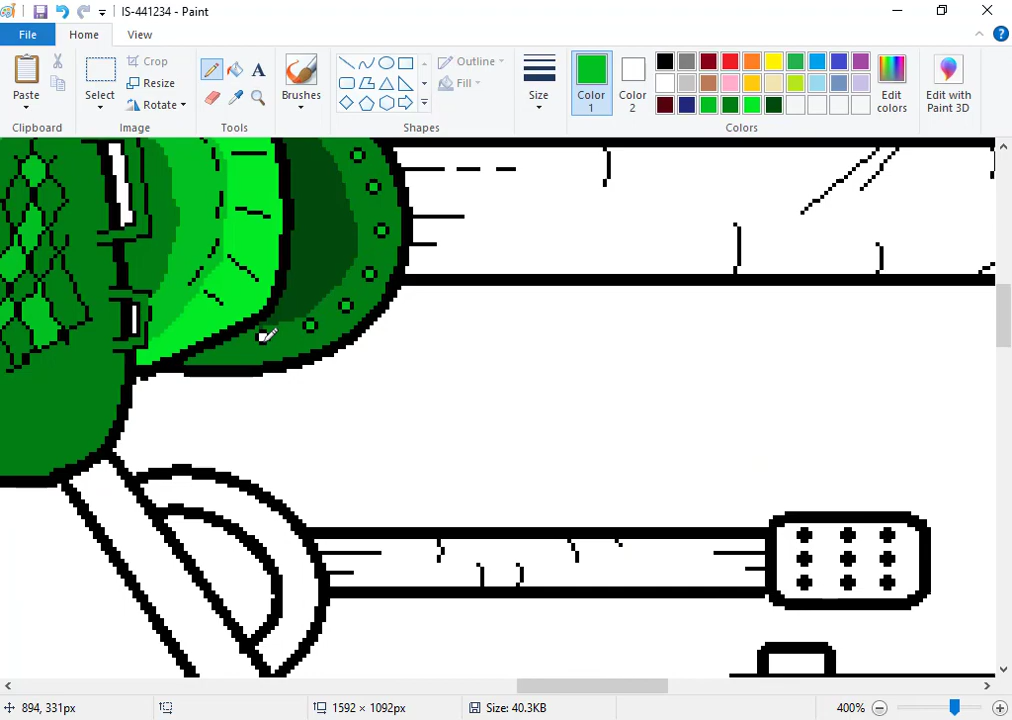 IS-441234 - Paint
File
Home
View
Paste
Clipboard
Select
Crop
Resize
Rotate
Image
A
Tools
Brushes
Outline
Fill
Shapes
Size
Color
1
Color
2
Edit
colors
Colors
Edit with
Paint 3D
894, 331px
1592 × 1092px
Size: 40.3KB
400%